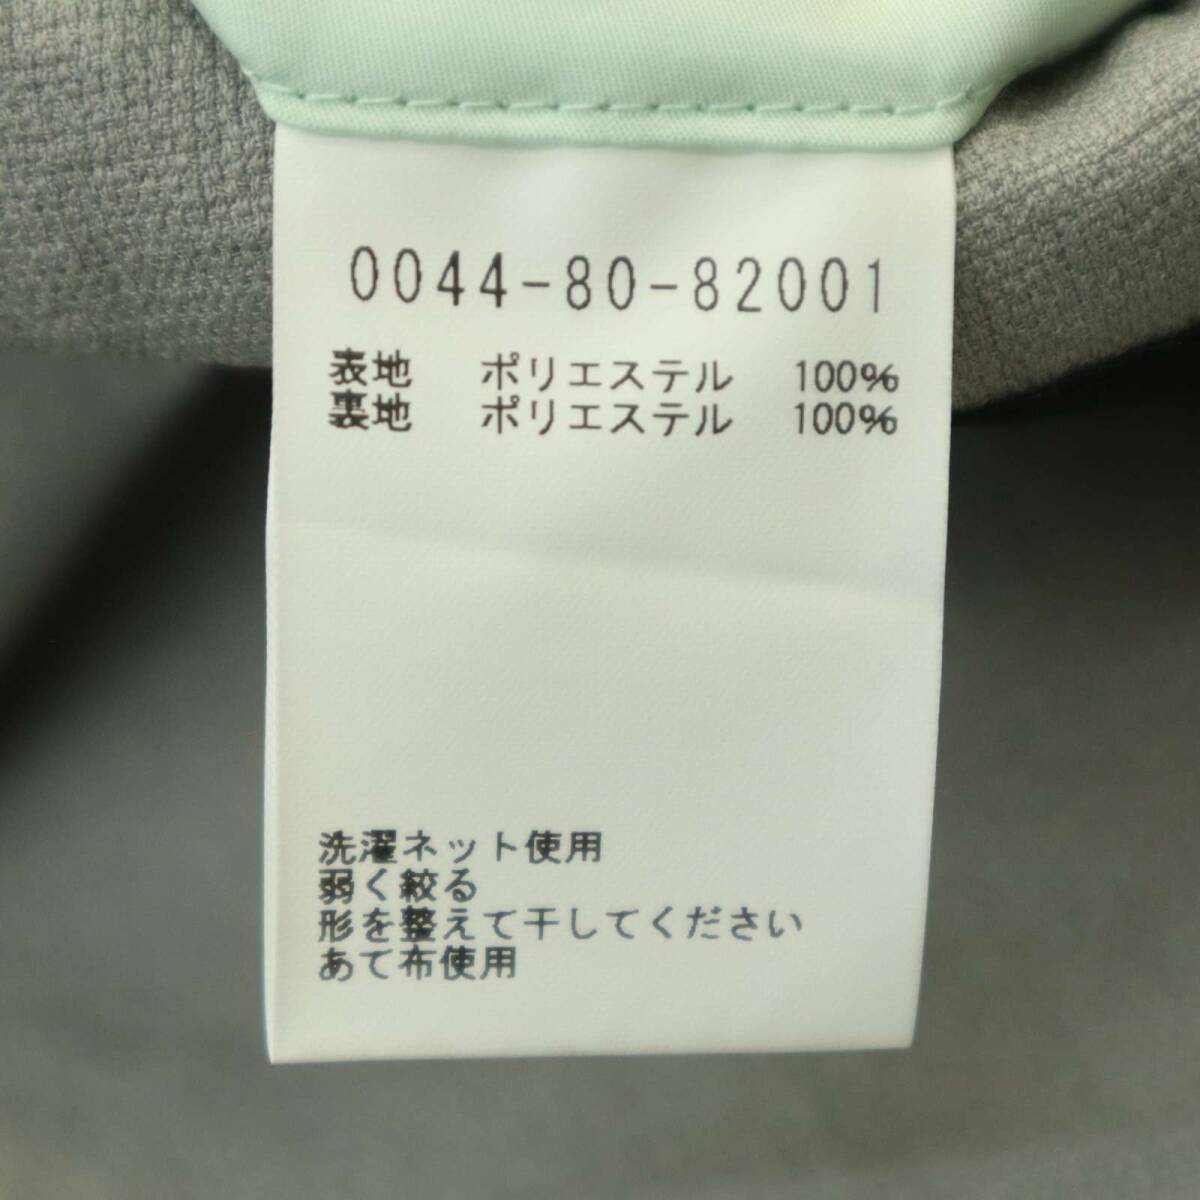 0044-80-82001
表地 ポリエステル 100%
裏地 ポリエステル 100%
洗濯ネット使用
弱く絞る
形を整えて干してください
あて布使用